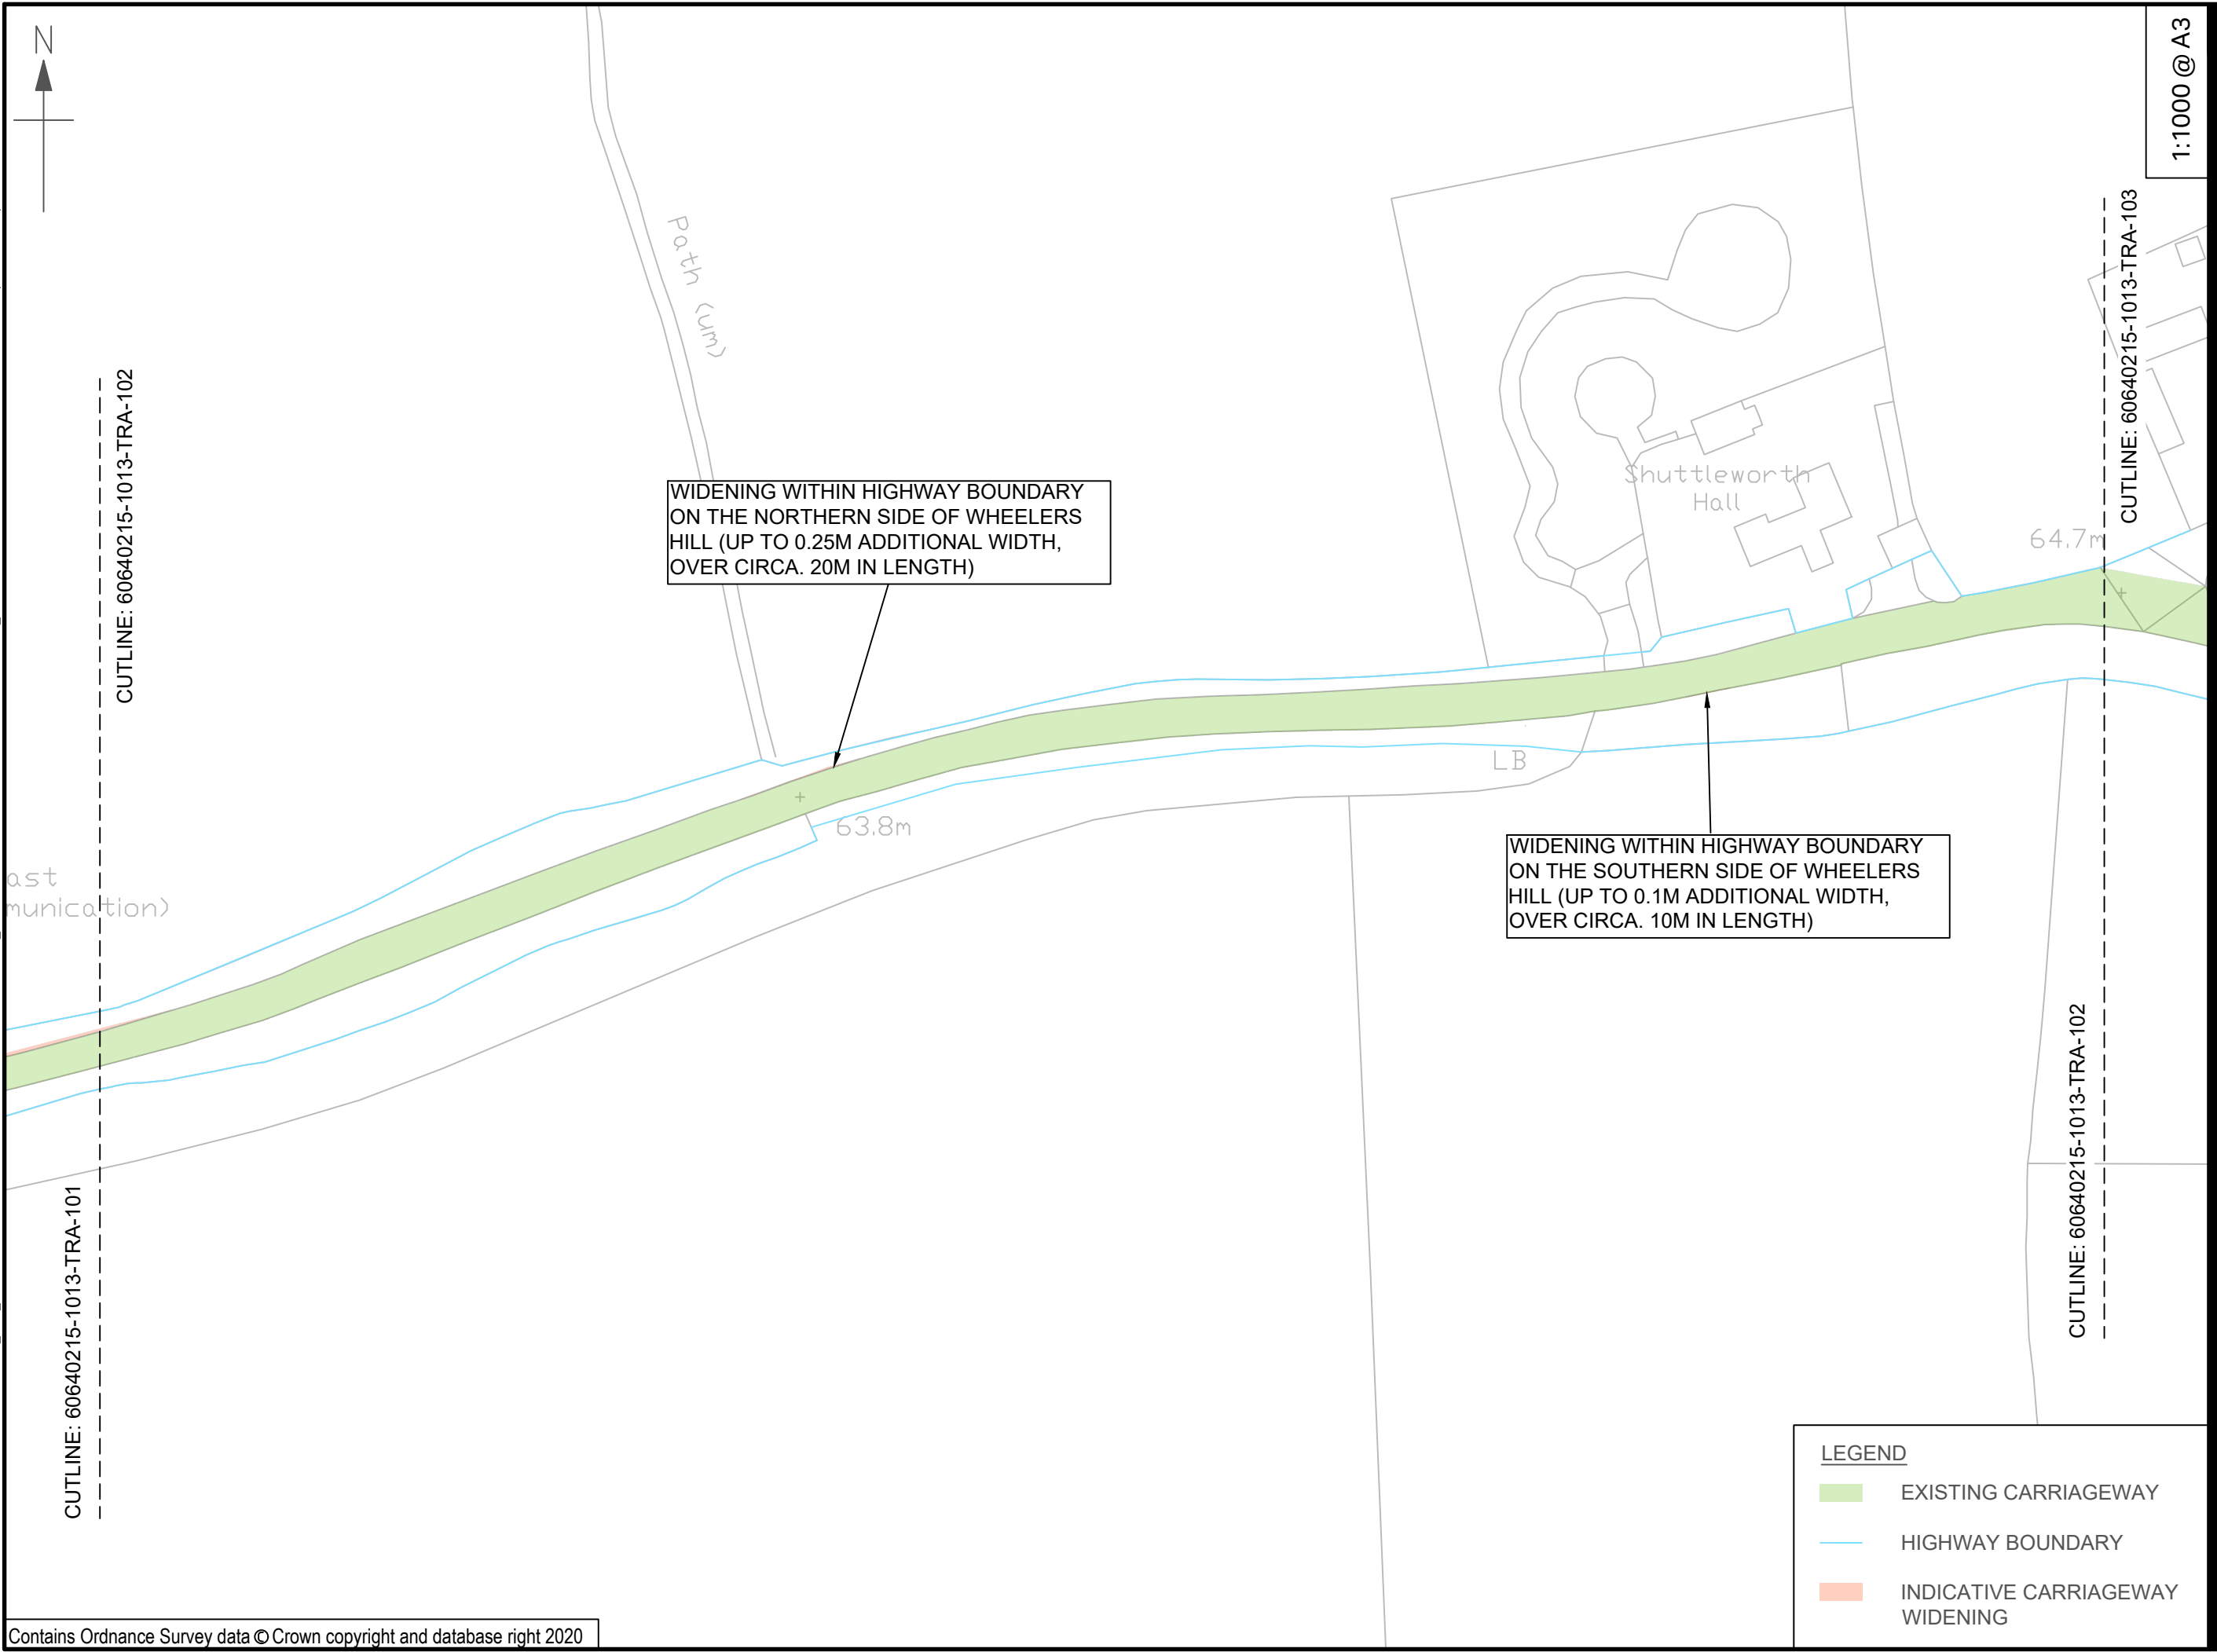 N
1:1000 @ A3
CUTLINE: 60640215-1013-TRA-102
CUTLINE: 60640215-1013-TRA-103
Path (um)
WIDENING WITHIN HIGHWAY BOUNDARY
ON THE NORTHERN SIDE OF WHEELERS
HILL (UP TO 0.25M ADDITIONAL WIDTH,
OVER CIRCA. 20M IN LENGTH)
Shuttleworth
Hall
64.7m
LB
63.8m
WIDENING WITHIN HIGHWAY BOUNDARY
ON THE SOUTHERN SIDE OF WHEELERS
HILL (UP TO 0.1M ADDITIONAL WIDTH,
OVER CIRCA. 10M IN LENGTH)
ast
munication)
CUTLINE: 60640215-1013-TRA-101
CUTLINE: 60640215-1013-TRA-102
LEGEND
EXISTING CARRIAGEWAY
HIGHWAY BOUNDARY
INDICATIVE CARRIAGEWAY
WIDENING
Contains Ordnance Survey data © Crown copyright and database right 2020